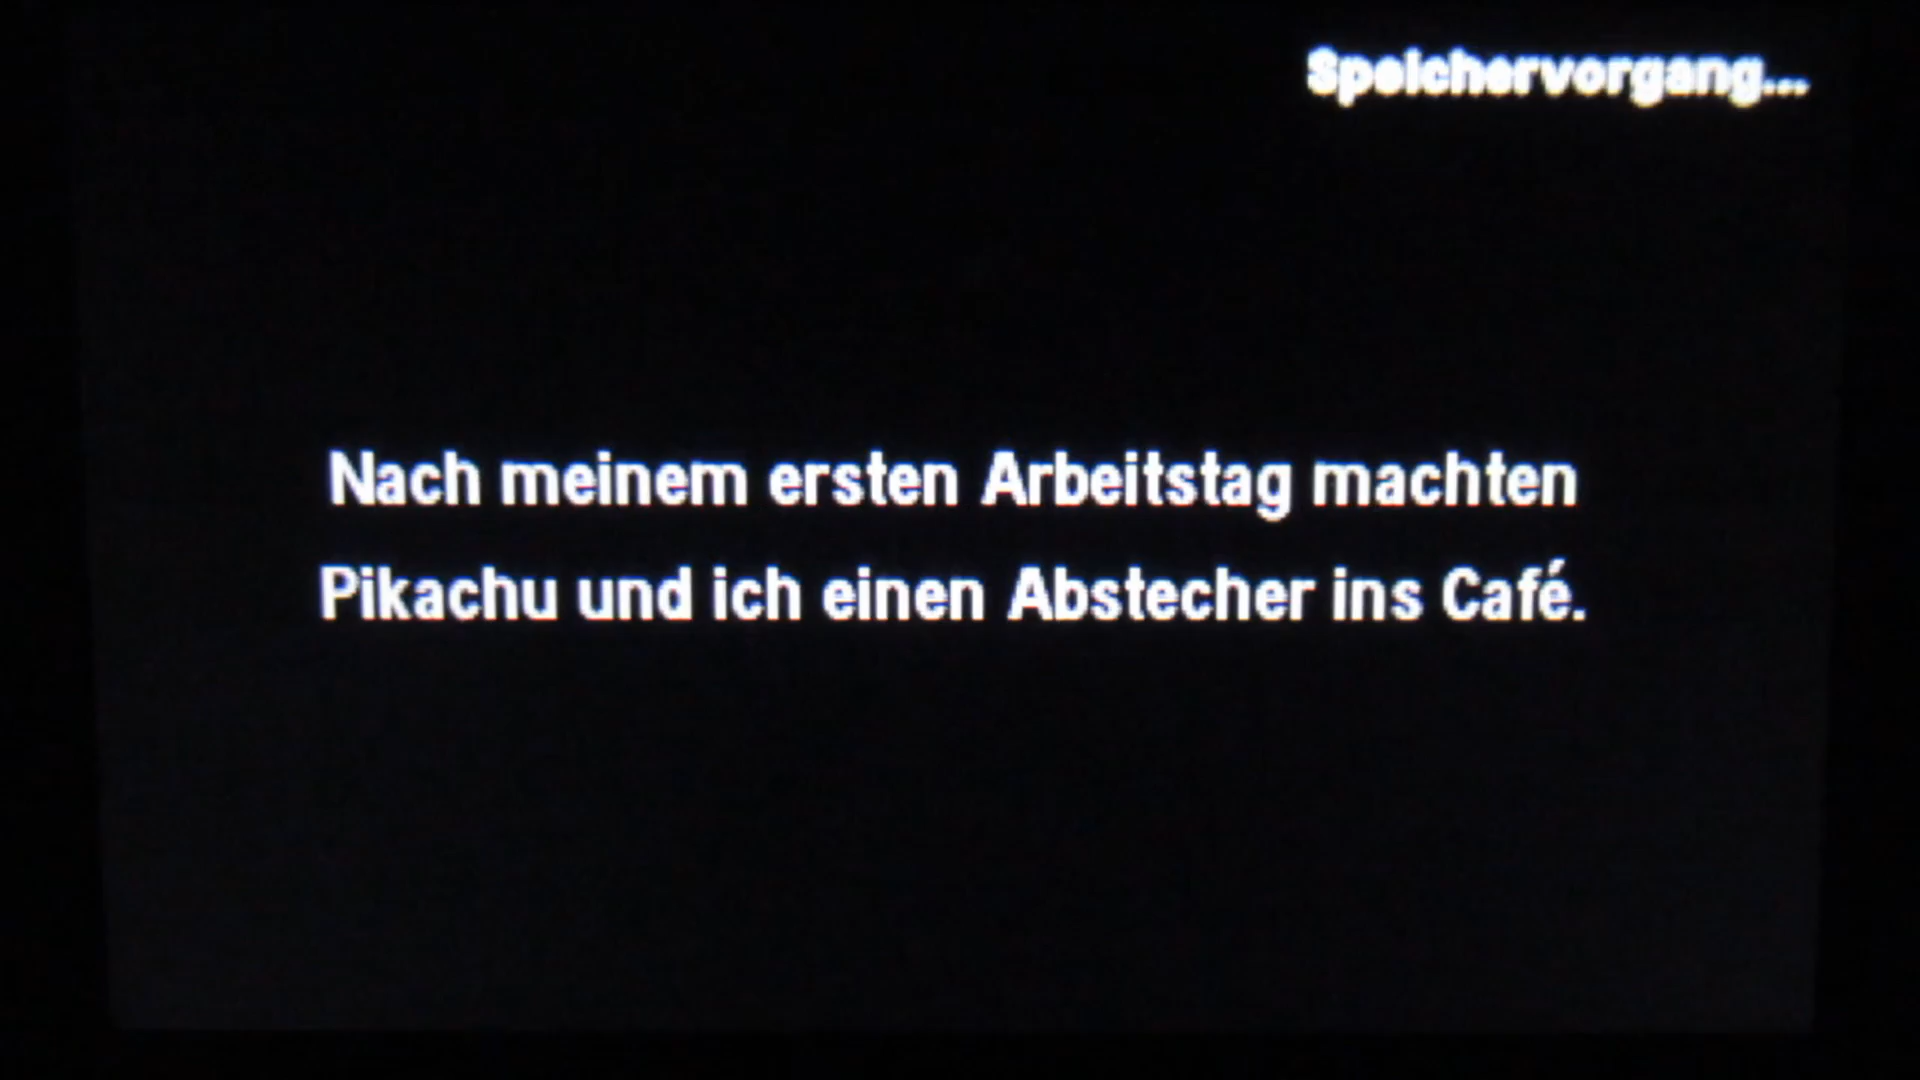 Speichervorgang...
Nach meinem ersten Arbeitstag machten
Pikachu und ich einen Abstecher ins Café.